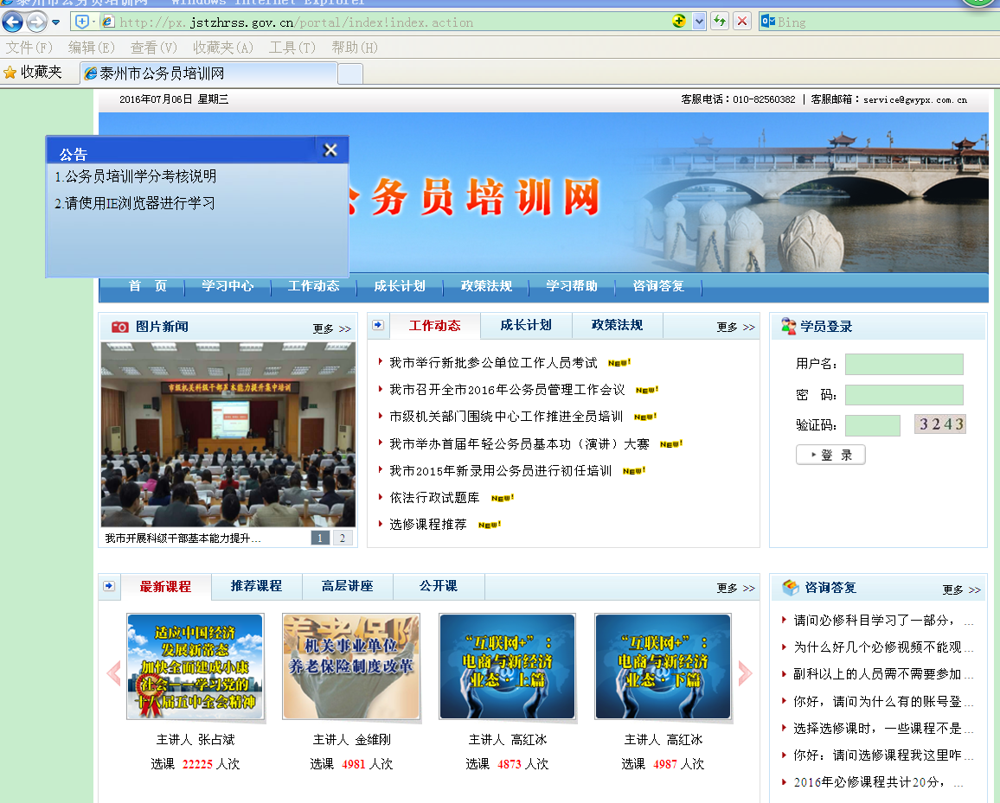 泰州市公务员培训网 - Windows Internet Explorer
http://px.jstzhrss.gov.cn/portal/index!index.action
Bing
文件(F) 编辑(E) 查看(V) 收藏夹(A) 工具(T) 帮助(H)
收藏夹 泰州市公务员培训网
2016年07月06日 星期三
客服电话：010-82560382 | 客服邮箱：service@gwypx.com.cn
公告
1.公务员培训学分考核说明
2.请使用IE浏览器进行学习
公务员培训网
首 页 学习中心 工作动态 成长计划 政策法规 学习帮助 咨询答复
图片新闻 更多 >>
市级机关科级干部基本能力提升集中培训
我市开展科级干部基本能力提升...
1 2
工作动态 成长计划 政策法规 更多 >>
我市举行新批参公单位工作人员考试 NEW!
我市召开全市2016年公务员管理工作会议 NEW!
市级机关部门围绕中心工作推进全员培训 NEW!
我市举办首届年轻公务员基本功（演讲）大赛 NEW!
我市2015年新录用公务员进行初任培训 NEW!
依法行政试题库 NEW!
选修课程推荐 NEW!
学员登录
用户名：
密 码：
验证码： 3243
登 录
最新课程 推荐课程 高层讲座 公开课 更多 >>
适应中国经济
发展新常态
加快全面建成小康
社会——学习党的
十八届五中全会精神
主讲人 张占斌
选课 22225 人次
养老保险
机关事业单位
养老保险制度改革
主讲人 金维刚
选课 4981 人次
“互联网+”：
电商与新经济
业态·上篇
主讲人 高红冰
选课 4873 人次
“互联网+”：
电商与新经济
业态·下篇
主讲人 高红冰
选课 4987 人次
咨询答复 更多 >>
请问必修科目学习了一部分，...
为什么好几个必修视频不能观...
副科以上的人员需不需要参加...
你好，请问为什么有的账号登...
选择选修课时，一些课程不是...
你好：请问选修课程我这里咋...
2016年必修课程共计20分，...